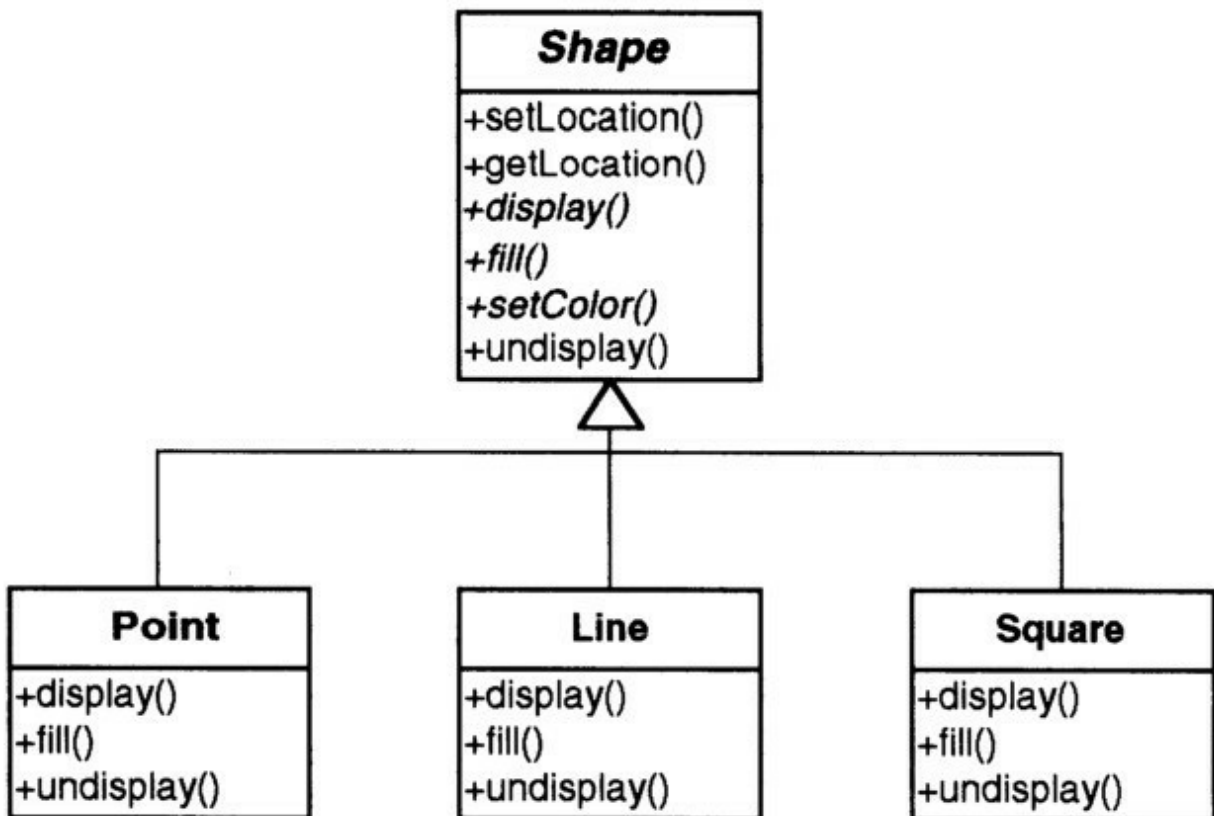 Shape
+setLocation()
+getLocation()
+display()
+fill()
+setColor()
+undisplay()
Point
+display()
+fill()
+undisplay()
Line
+display()
+fill()
+undisplay()
Square
+display()
+fill()
+undisplay()